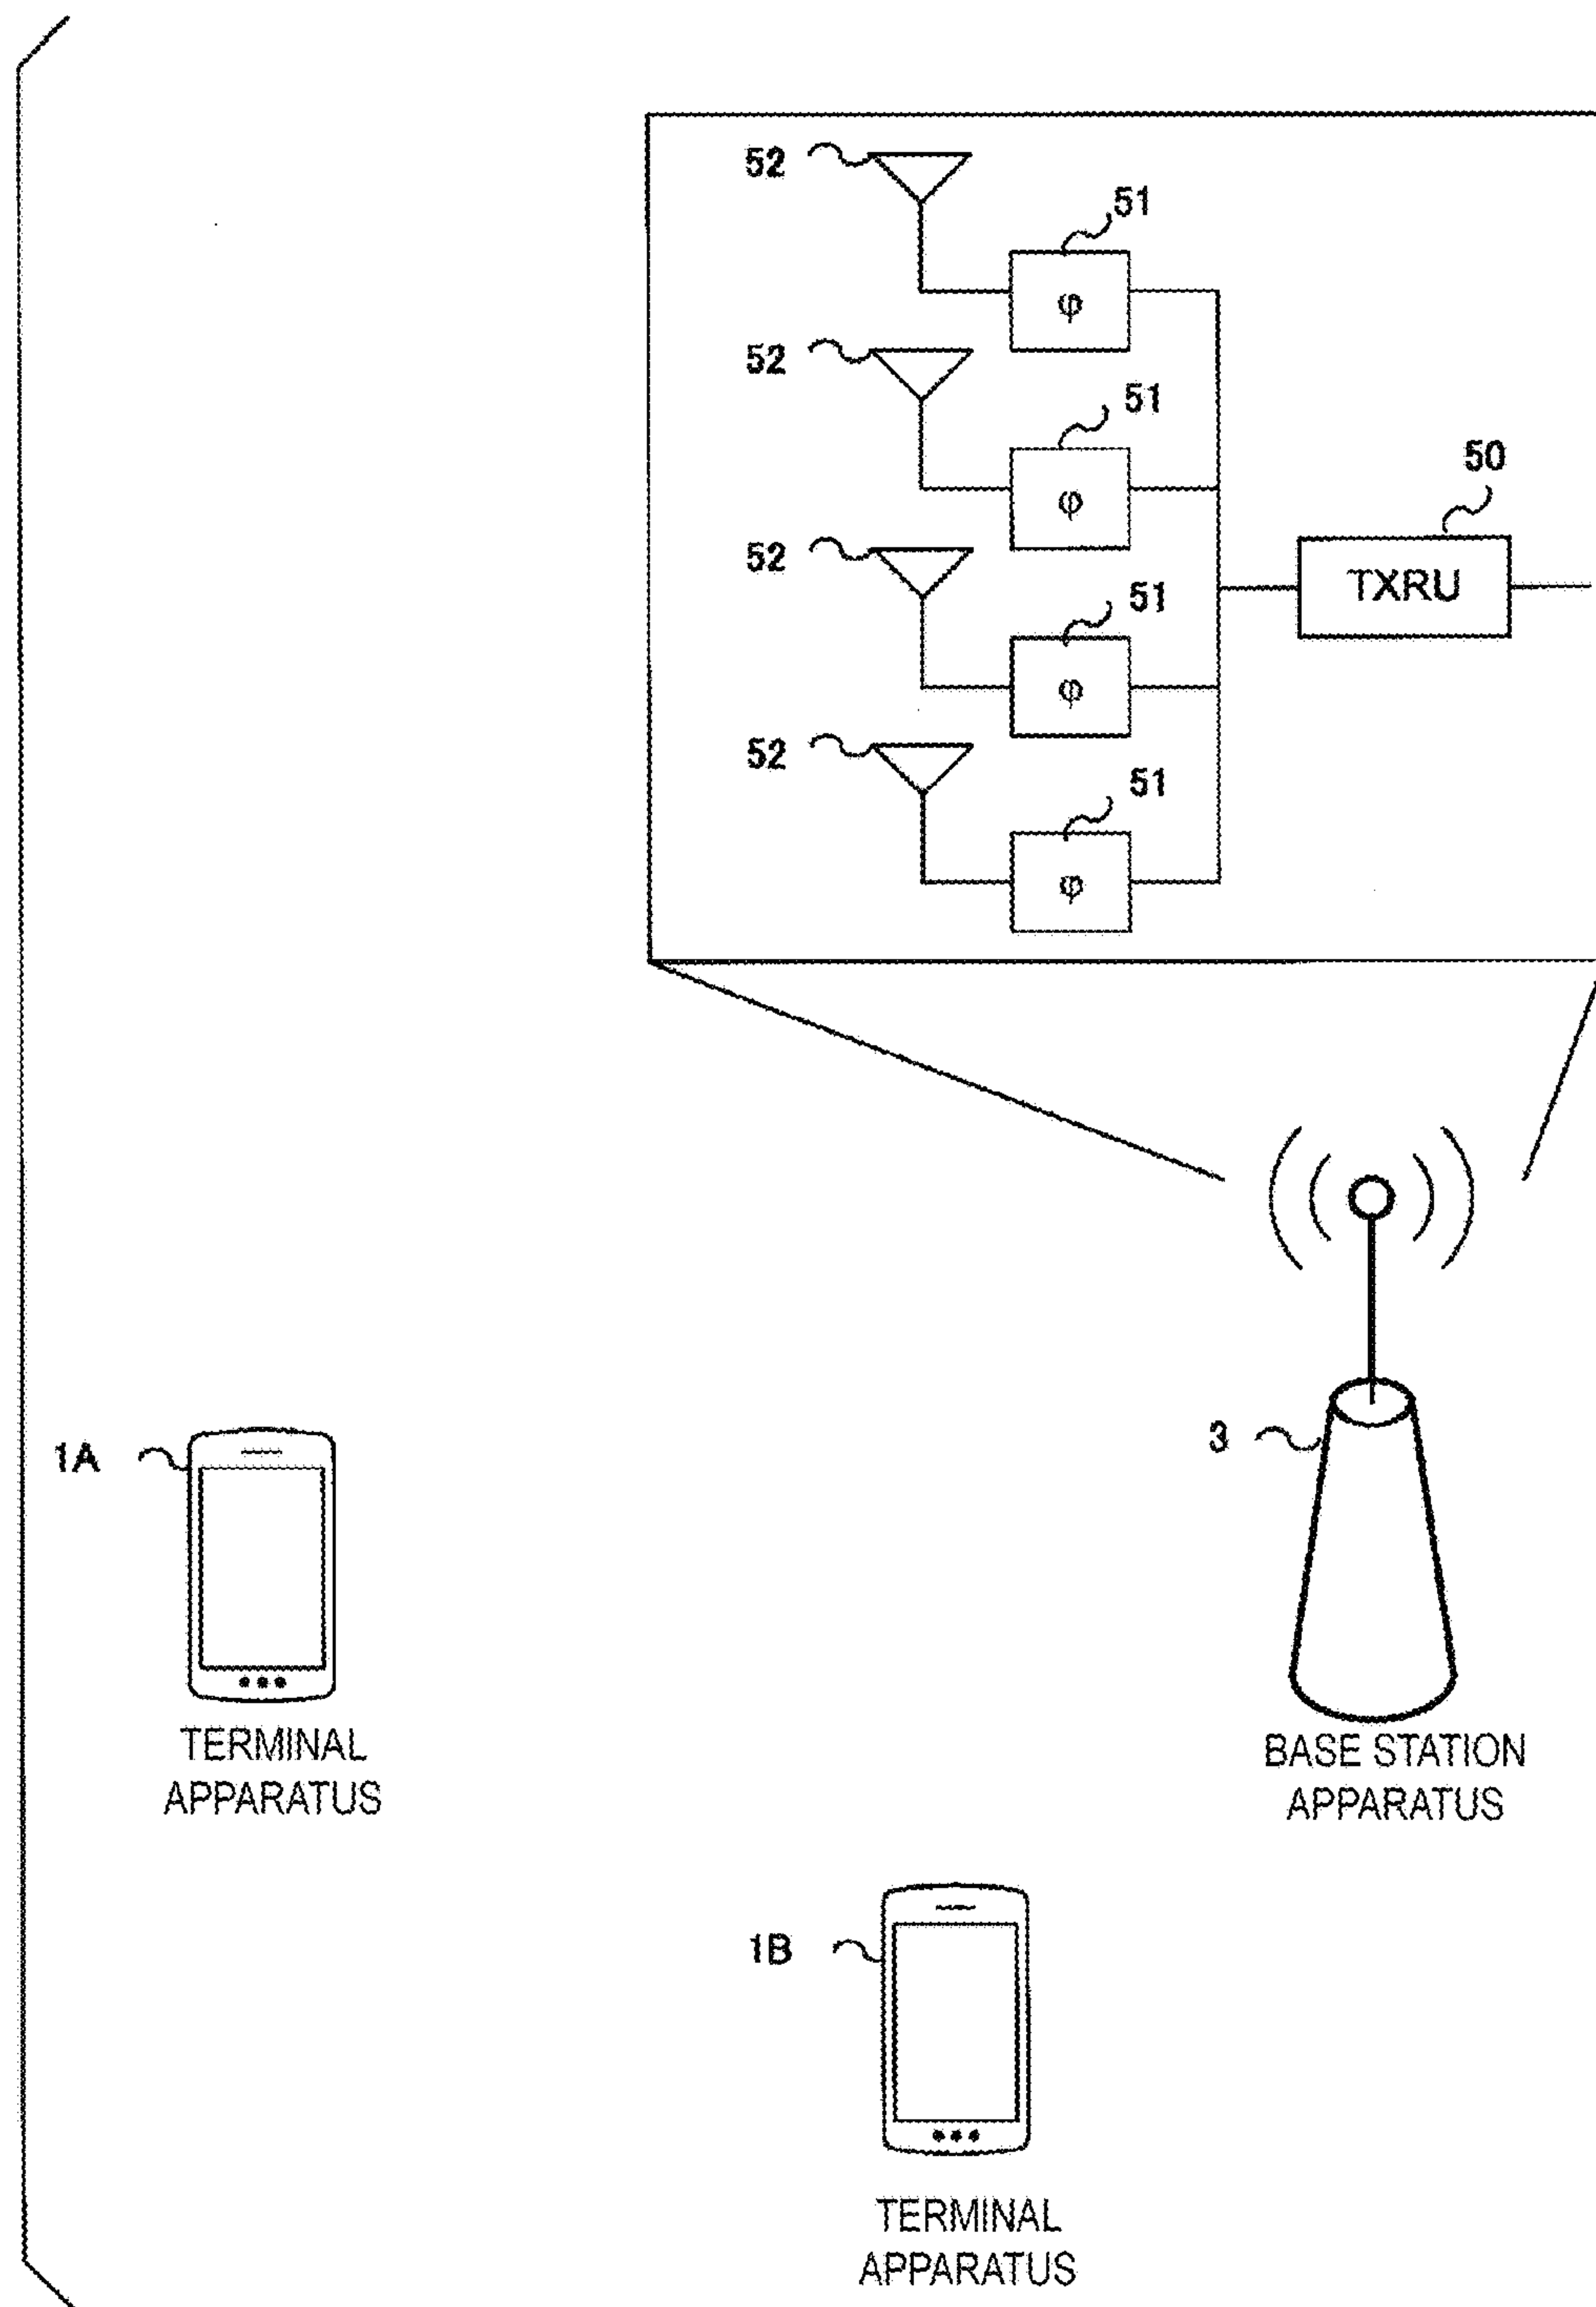 52
51
φ
52
51
φ
50
TXRU
52
51
φ
52
51
φ
1A
3
TERMINAL
APPARATUS
BASE STATION
APPARATUS
1B
TERMINAL
APPARATUS